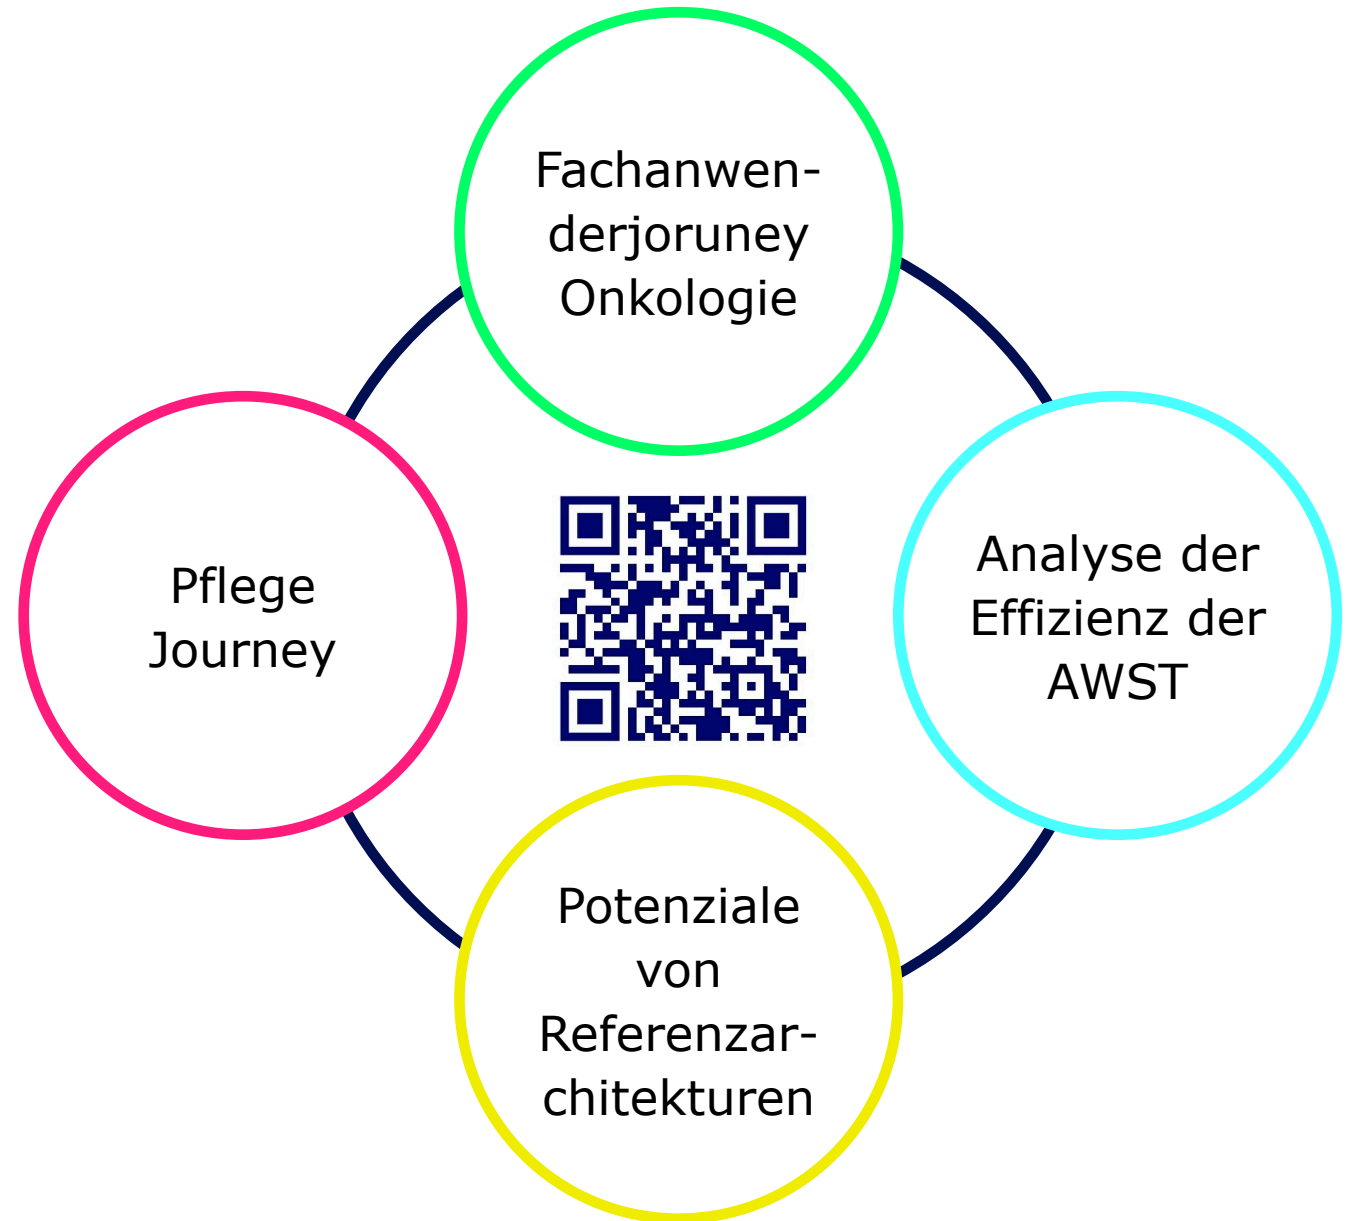 Fachanwen-
derjoruney
Onkologie
Pflege
Journey
Analyse der
Effizienz der
AWST
Potenziale
von
Referenzar-
chitekturen